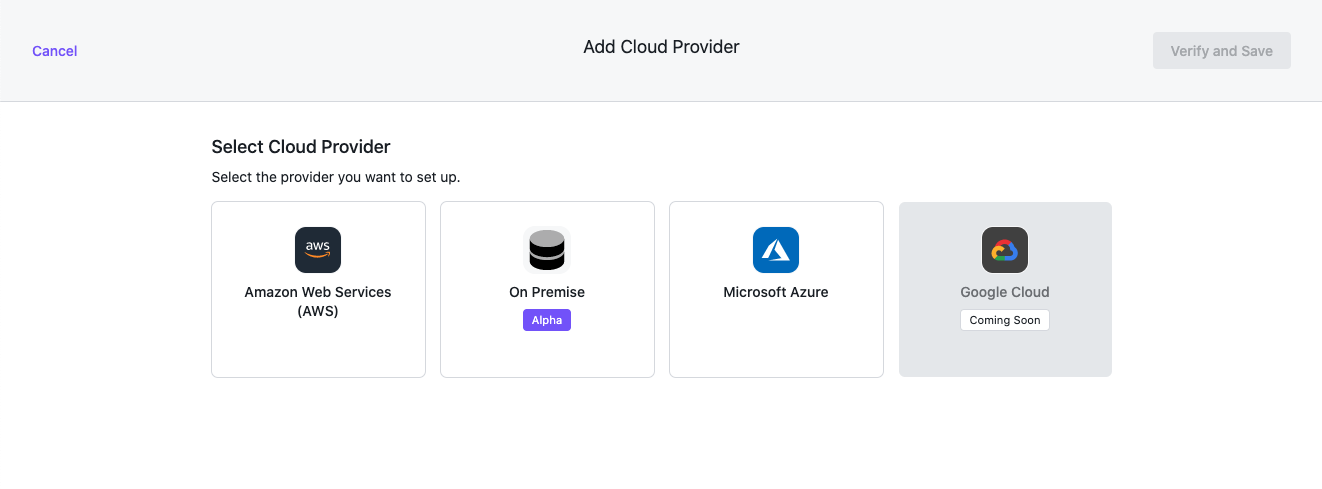 Cancel
Add Cloud Provider
Verify and Save
Select Cloud Provider
Select the provider you want to set up.
aws
Amazon Web Services
(AWS)
On Premise
Alpha
Microsoft Azure
Google Cloud
Coming Soon